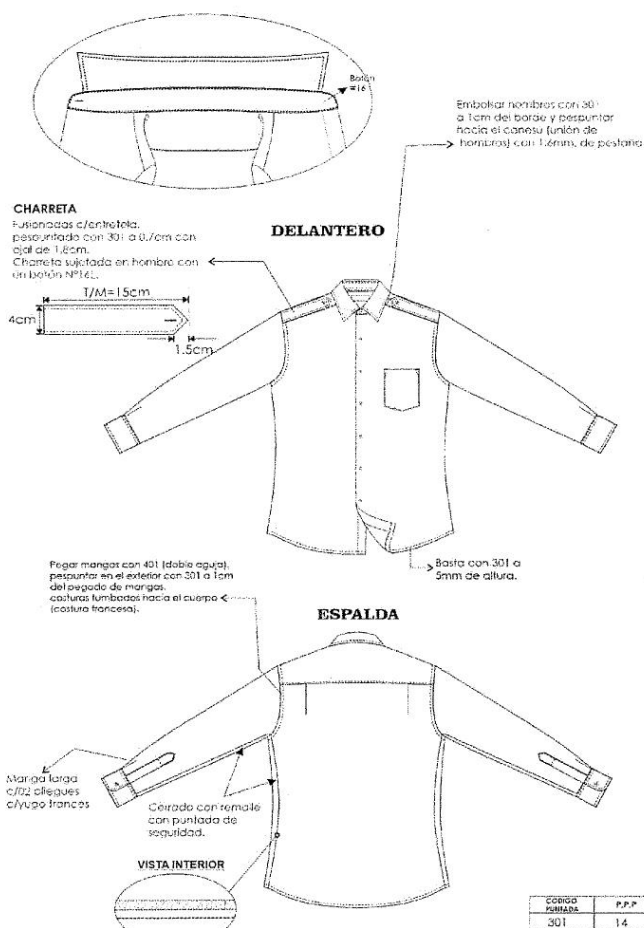 Botón
#16
Embolsar hombros con 301
a 1cm del borde y pespuntar
hacia el canesu (unión de
hombros) con 1.6mm. de pestaña
CHARRETA
Fusionadas c/entretela.
pespuntado con 301 a 0.7cm con
ojal de 1.8cm.
Charreta sujetada en hombro con
un botón N°16L.
T/M=15cm
4cm
1.5cm
DELANTERO
Basta con 301 a
5mm de altura.
Pegar mangas con 401 (doble aguja),
pespuntar en el exterior con 301 a 1cm
del pegado de mangas.
costuras tumbadas hacia el cuerpo
(costura francesa).
ESPALDA
Manga larga
c/02 pliegues
c/yugo frances
Cerrado con remalle
con puntada de
seguridad.
VISTA INTERIOR
CODIGO PUNTADA P.P.P
301 14